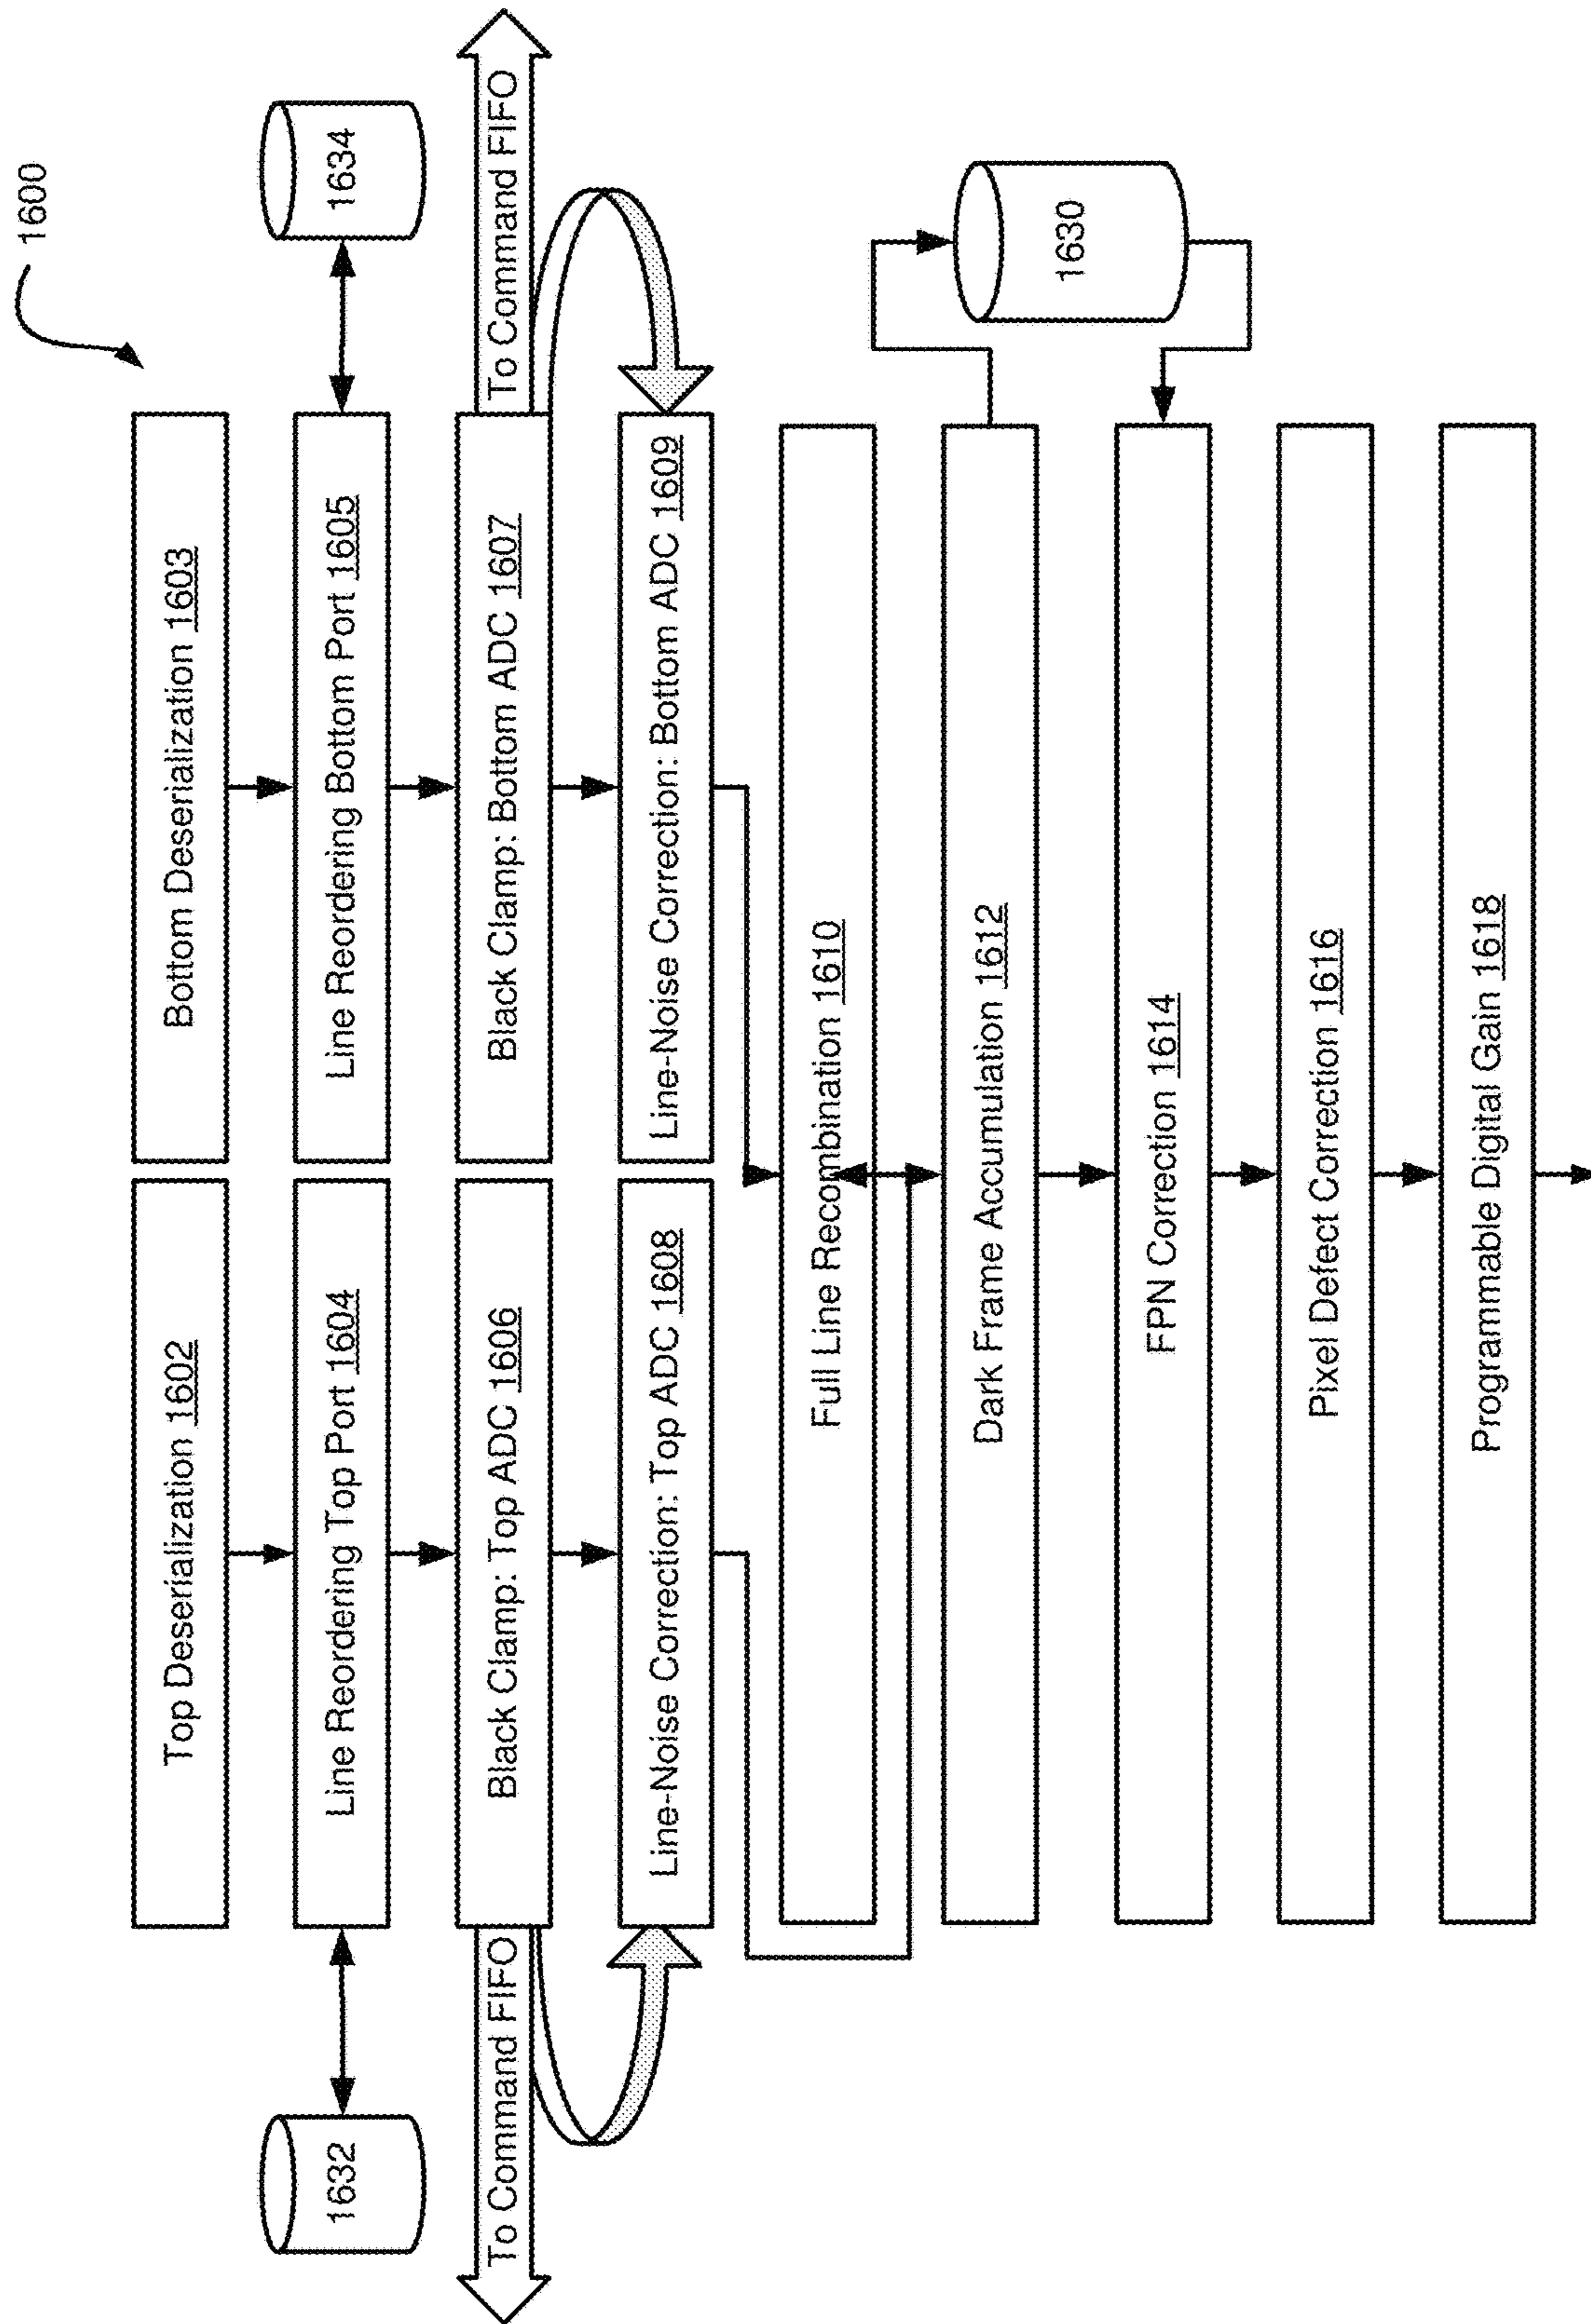 1600
Top Deserialization 1602
Bottom Deserialization 1603
1632
Line Reordering Top Port 1604
Line Reordering Bottom Port 1605
1634
To Command FIFO
Black Clamp: Top ADC 1606
Black Clamp: Bottom ADC 1607
To Command FIFO
Line-Noise Correction: Top ADC 1608
Line-Noise Correction: Bottom ADC 1609
Full Line Recombination 1610
Dark Frame Accumulation 1612
1630
FPN Correction 1614
Pixel Defect Correction 1616
Programmable Digital Gain 1618